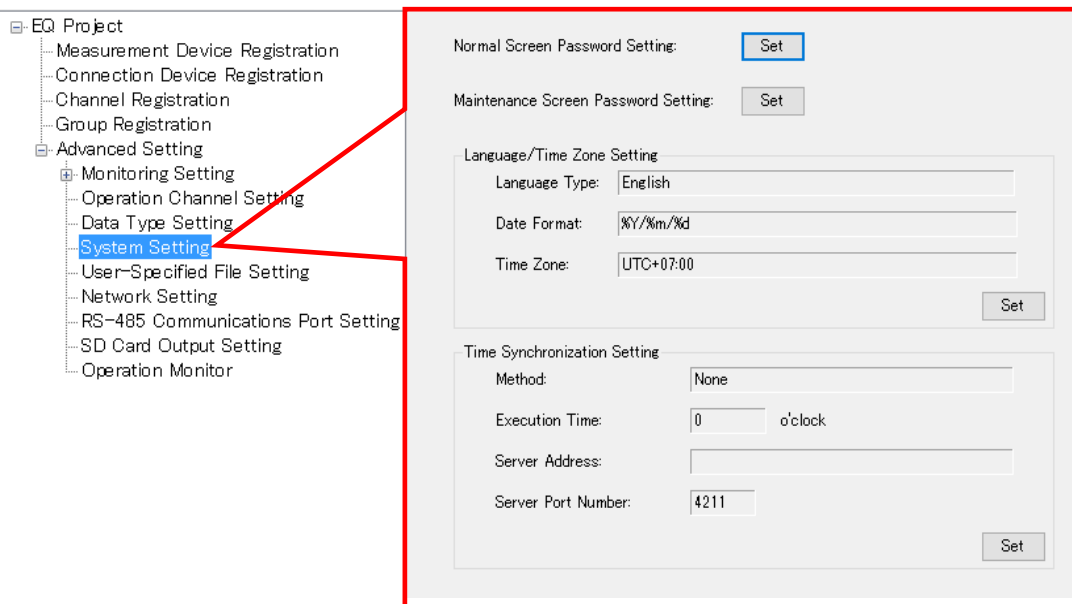 EQ Project
Measurement Device Registration
Connection Device Registration
Channel Registration
Group Registration
Advanced Setting
Monitoring Setting
Operation Channel Setting
Data Type Setting
System Setting
User-Specified File Setting
Network Setting
RS-485 Communications Port Setting
SD Card Output Setting
Operation Monitor
Normal Screen Password Setting: Set
Maintenance Screen Password Setting: Set
Language/Time Zone Setting
Language Type: English
Date Format: %Y/%m/%d
Time Zone: UTC+07:00
Set
Time Synchronization Setting
Method: None
Execution Time: 0 o'clock
Server Address:
Server Port Number: 4211
Set